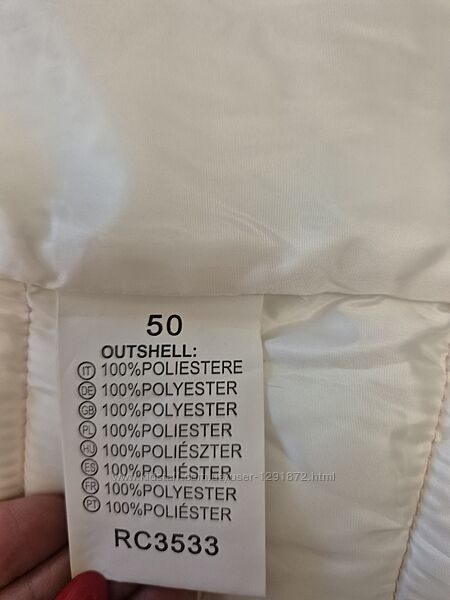 50
OUTSHELL:
IT 100%POLIESTERE
DE 100%POLYESTER
GB 100%POLYESTER
PL 100%POLIESTER
HU 100%POLIÉSZTER
ES 100%POLIÉSTER
FR 100%POLYESTER
PT 100%POLIÉSTER
RC3533